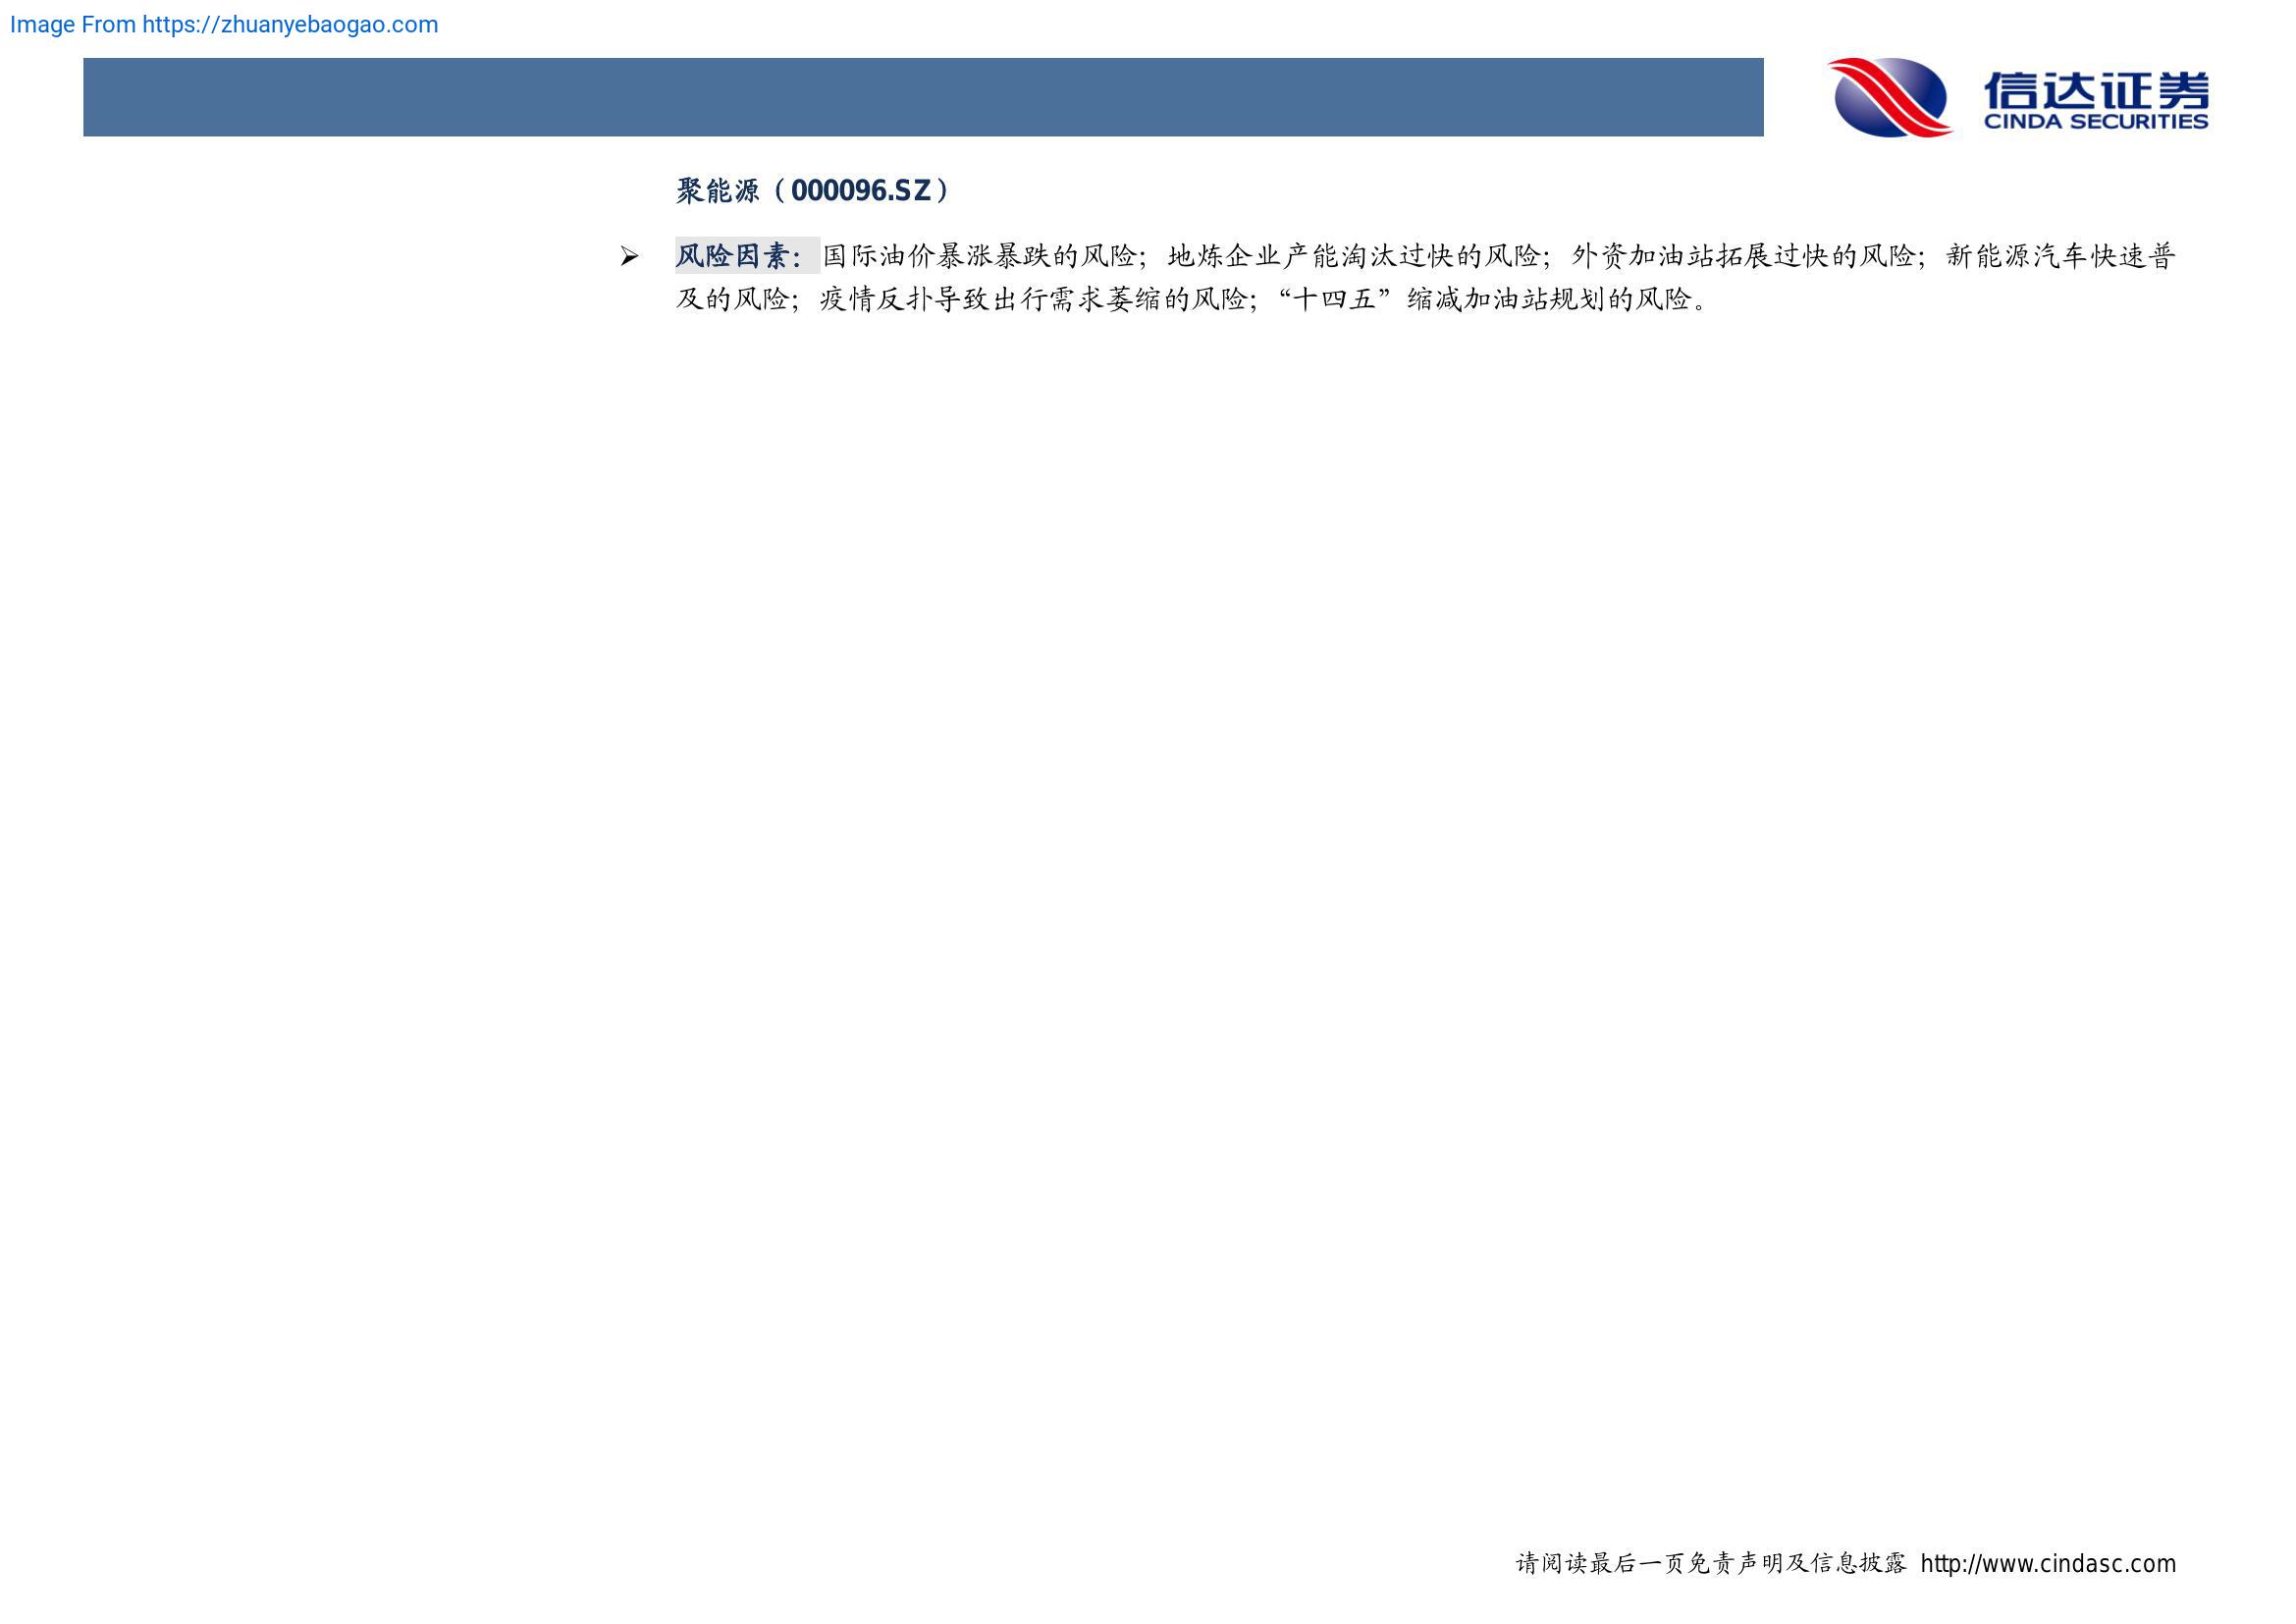 Image From https://zhuanyebaogao.com
信达证券
CINDA SECURITIES
聚能源（000096.SZ）
➢ 风险因素：国际油价暴涨暴跌的风险；地炼企业产能淘汰过快的风险；外资加油站拓展过快的风险；新能源汽车快速普
及的风险；疫情反扑导致出行需求萎缩的风险；“十四五”缩减加油站规划的风险。
请阅读最后一页免责声明及信息披露 http://www.cindasc.com